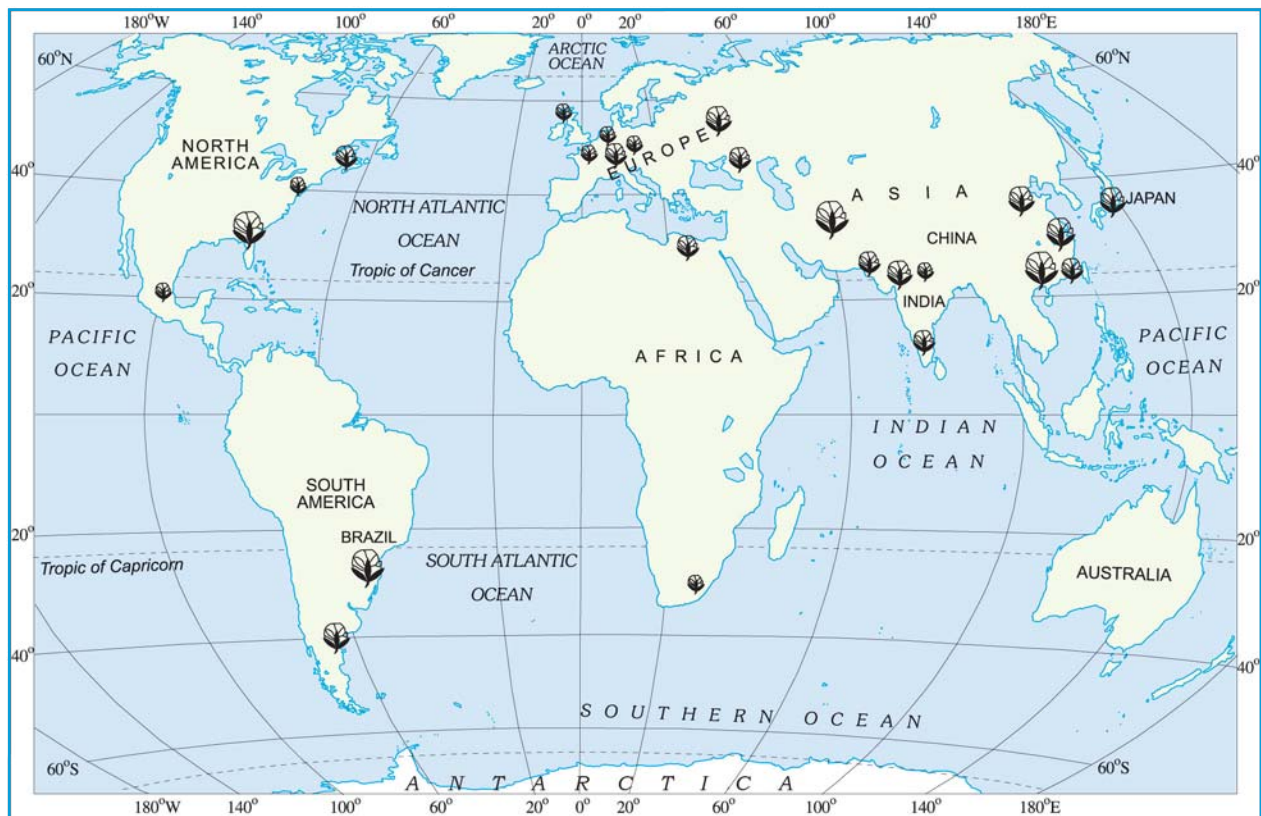 180°W 140° 100° 60° 20° 0° 20° 60° 100° 140° 180°E
60°N
ARCTIC
OCEAN
60°N
NORTH
AMERICA
EUROPE
40°
40°
ASIA
JAPAN
NORTH ATLANTIC
OCEAN
CHINA
Tropic of Cancer
20°
20°
INDIA
PACIFIC
OCEAN
AFRICA
PACIFIC
OCEAN
INDIAN
OCEAN
SOUTH
AMERICA
BRAZIL
20°
20°
Tropic of Capricorn
SOUTH ATLANTIC
OCEAN
AUSTRALIA
40°
40°
SOUTHERN OCEAN
60°S
60°S
ANTARCTICA
180°W 140° 100° 60° 20° 0° 20° 60° 100° 140° 180°E